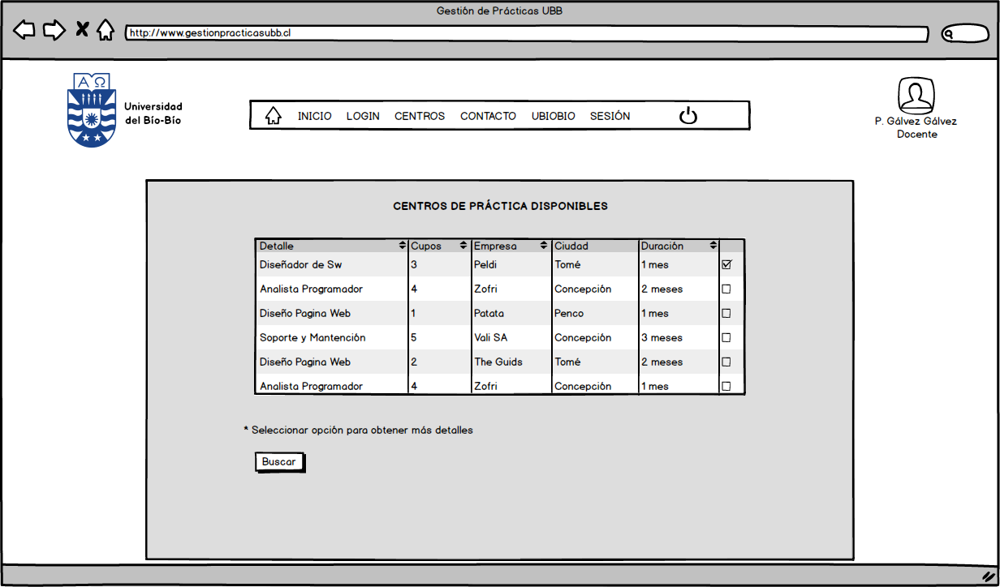 Gestión de Prácticas UBB
http://www.gestionpracticasubb.cl
ΑΩ
Universidad
del Bío-Bío
INICIO LOGIN CENTROS CONTACTO UBIOBIO SESIÓN
P. Gálvez Gálvez
Docente
CENTROS DE PRÁCTICA DISPONIBLES
Detalle Cupos Empresa Ciudad Duración
Diseñador de Sw 3 Peldi Tomé 1 mes
Analista Programador 4 Zofri Concepción 2 meses
Diseño Pagina Web 1 Patata Penco 1 mes
Soporte y Mantención 5 Vali SA Concepción 3 meses
Diseño Pagina Web 2 The Guids Tomé 2 meses
Analista Programador 4 Zofri Concepción 1 mes
* Seleccionar opción para obtener más detalles
Buscar